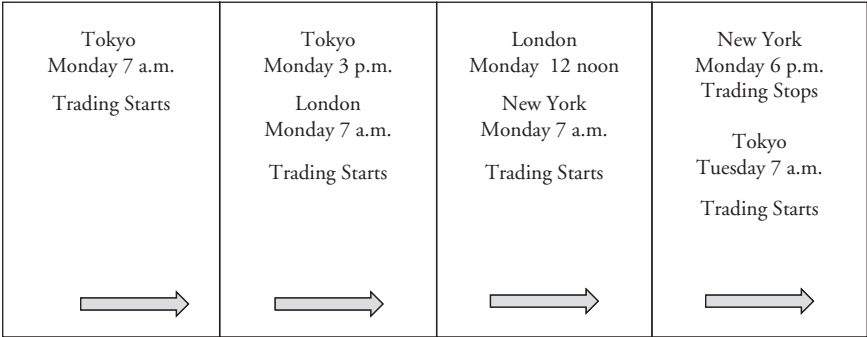 Tokyo
Monday 7 a.m.
Trading Starts
Tokyo
Monday 3 p.m.
London
Monday 7 a.m.
Trading Starts
London
Monday 12 noon
New York
Monday 7 a.m.
Trading Starts
New York
Monday 6 p.m.
Trading Stops
Tokyo
Tuesday 7 a.m.
Trading Starts